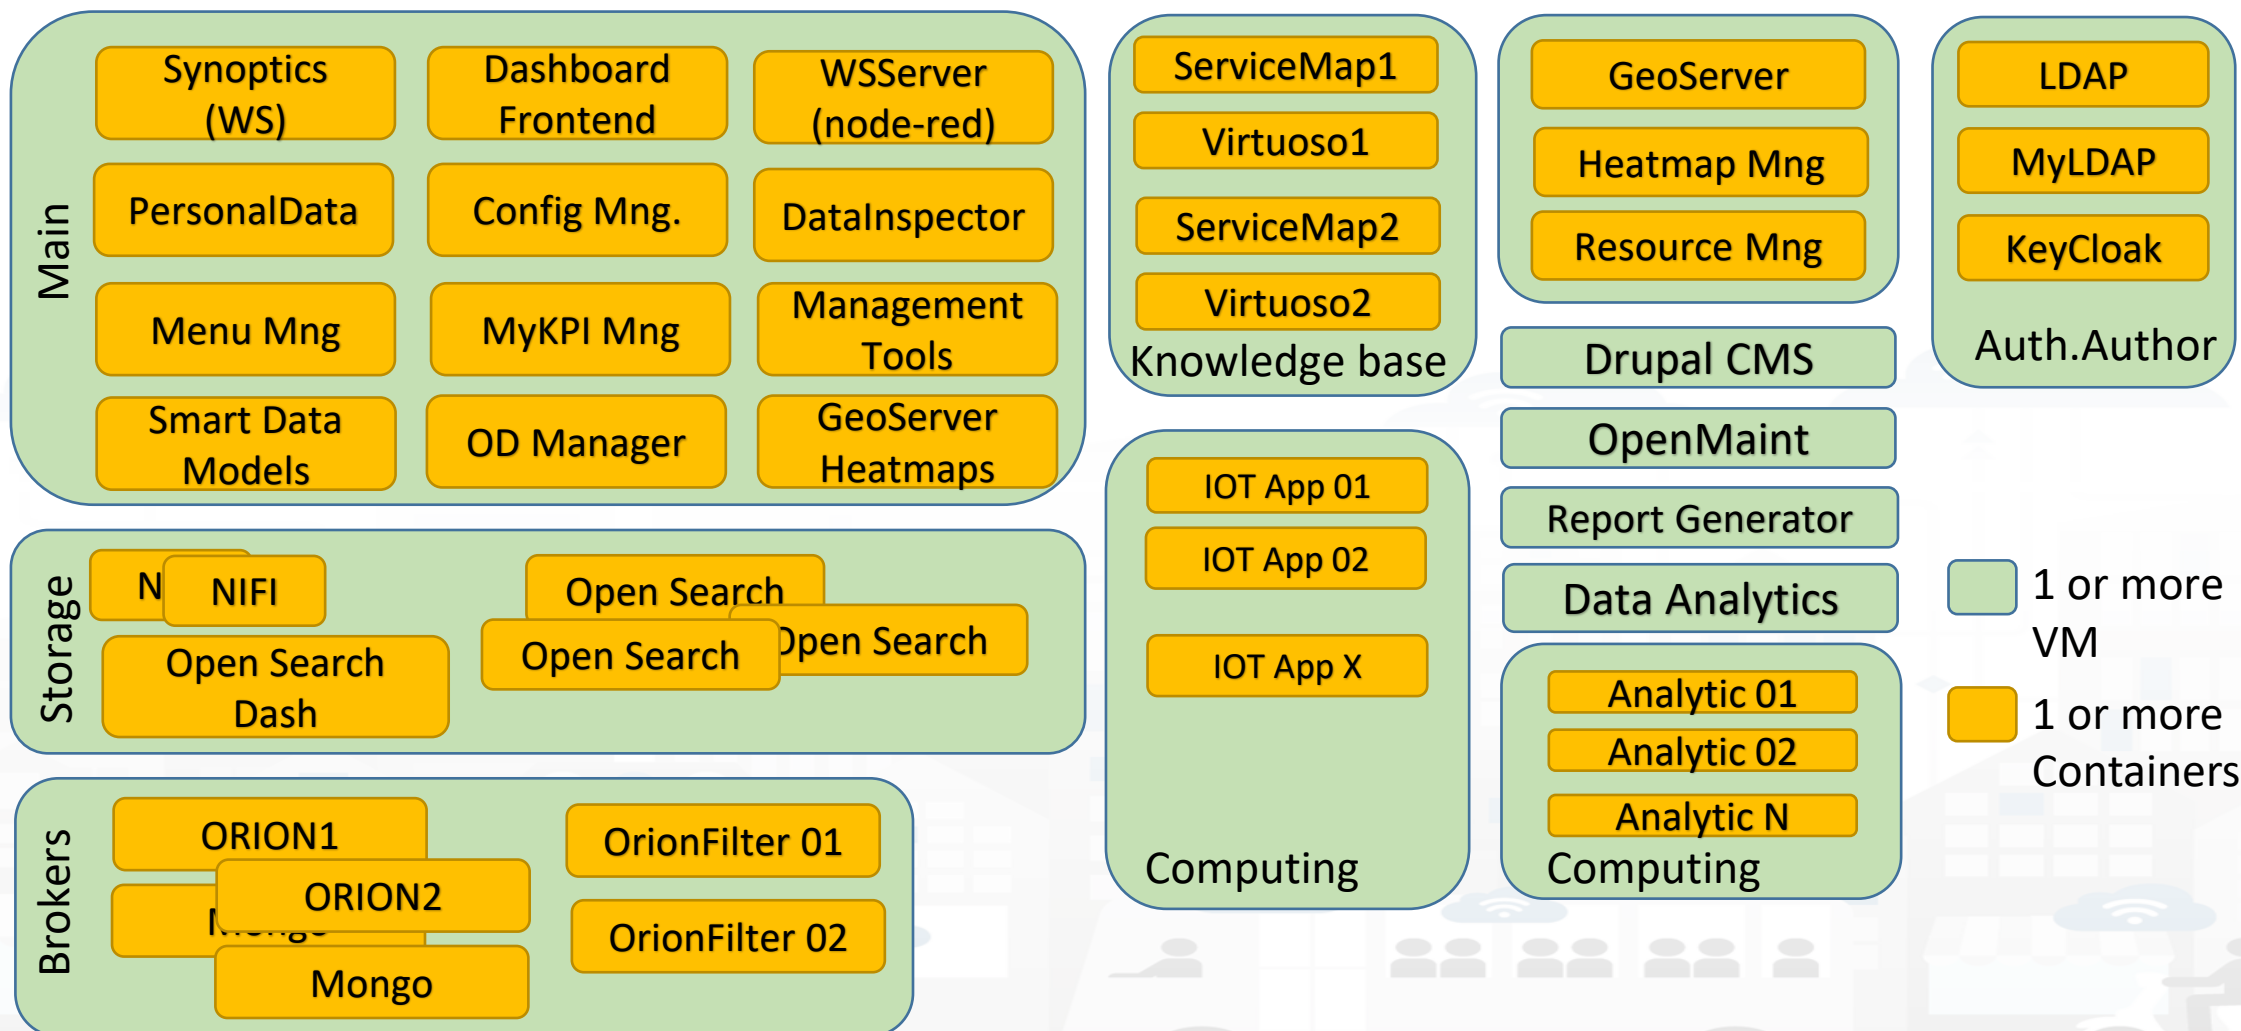 Main
Synoptics
(WS)
Dashboard
Frontend
WSServer
(node-red)
PersonalData
Config Mng.
DataInspector
Menu Mng
MyKPI Mng
Management
Tools
Smart Data
Models
OD Manager
GeoServer
Heatmaps
Storage
NIFI
Open Search
Dash
Open Search
Open Search
Open Search
Brokers
ORION1
ORION2
Mongo
Mongo
OrionFilter 01
OrionFilter 02
ServiceMap1
Virtuoso1
ServiceMap2
Virtuoso2
Knowledge base
IOT App 01
IOT App 02
IOT App X
Computing
GeoServer
Heatmap Mng
Resource Mng
Drupal CMS
OpenMaint
Report Generator
Data Analytics
Analytic 01
Analytic 02
Analytic N
Computing
LDAP
MyLDAP
KeyCloak
Auth.Author
1 or more
VM
1 or more
Containers